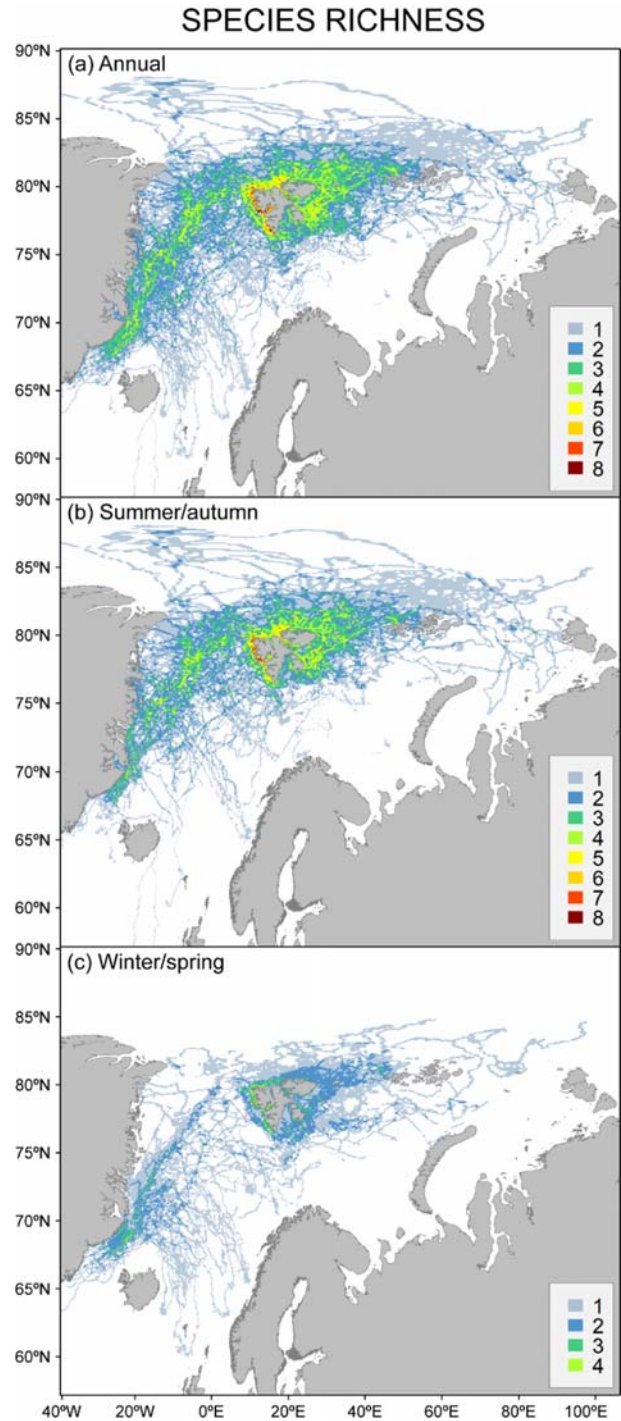 SPECIES RICHNESS
90ºN
(a) Annual
85ºN
80ºN
75ºN
70ºN
65ºN
60ºN
1
2
3
4
5
6
7
8
90ºN
(b) Summer/autumn
85ºN
80ºN
75ºN
70ºN
65ºN
60ºN
1
2
3
4
5
6
7
8
90ºN
(c) Winter/spring
85ºN
80ºN
75ºN
70ºN
65ºN
60ºN
1
2
3
4
40ºW 20ºW 0ºE 20ºE 40ºE 60ºE 80ºE 100ºE